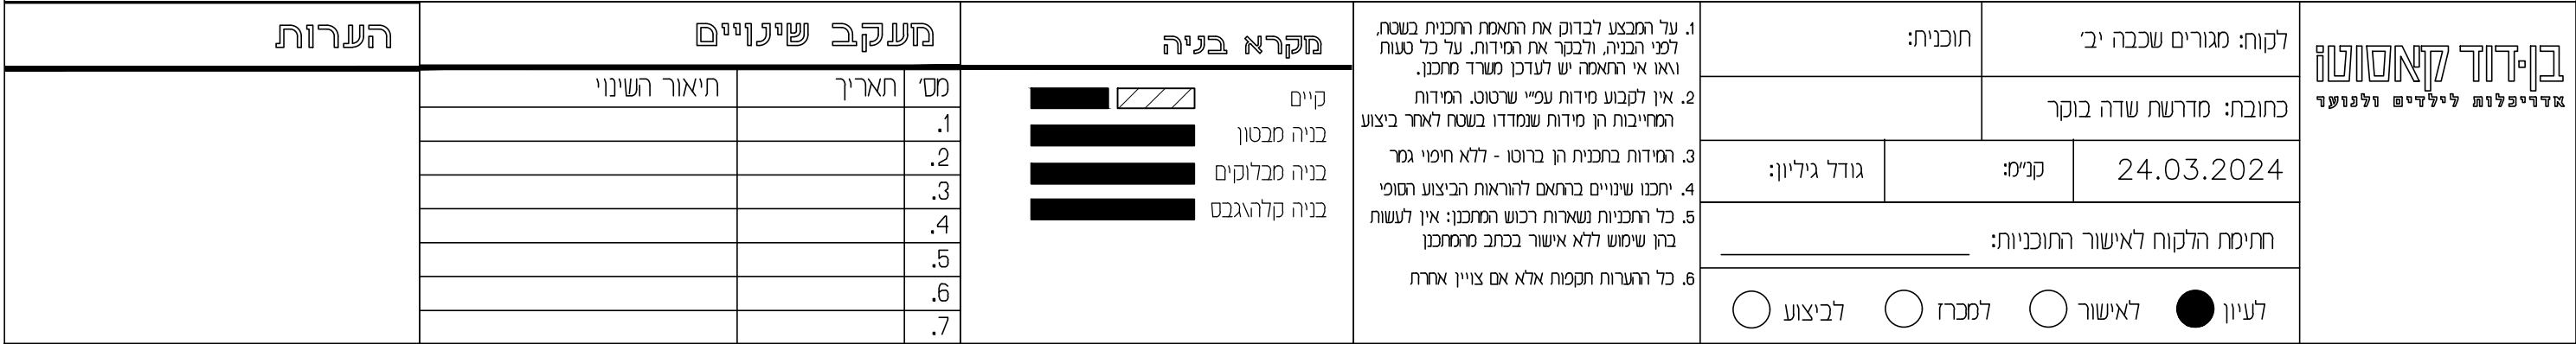 בן-דוד קאסוטו
אדריכלות לילדים ולנוער
לקוח: מגורים שכבה יב'
תוכנית:
כתובת: מדרשת שדה בוקר
24.03.2024
קנ"מ:
גודל גיליון:
חתימת הלקוח לאישור התוכניות:
לעיון
לאישור
למכרז
לביצוע
1. על המבצע לבדוק את התאמת התכנית בשטח,
לפני הבניה, ולבקר את המידות. על כל טעות
ו\או אי התאמה יש לעדכן משרד מתכנן.
2. אין לקבוע מידות עפ"י שרטוט. המידות
המחייבות הן מידות שנמדדו בשטח לאחר ביצוע
3. המידות בתכנית הן ברוטו - ללא חיפוי גמר
4. יתכנו שינויים בהתאם להוראות הביצוע הסופי
5. כל התכניות נשארות רכוש המתכנן: אין לעשות
בהן שימוש ללא אישור בכתב מהמתכנן
6. כל ההערות תקפות אלא אם צויין אחרת
מקרא בניה
קיים
בניה מבטון
בניה מבלוקים
בניה קלה\גבס
מעקב שינויים
מס' תאריך תיאור השינוי
1.
2.
3.
4.
5.
6.
7.
הערות